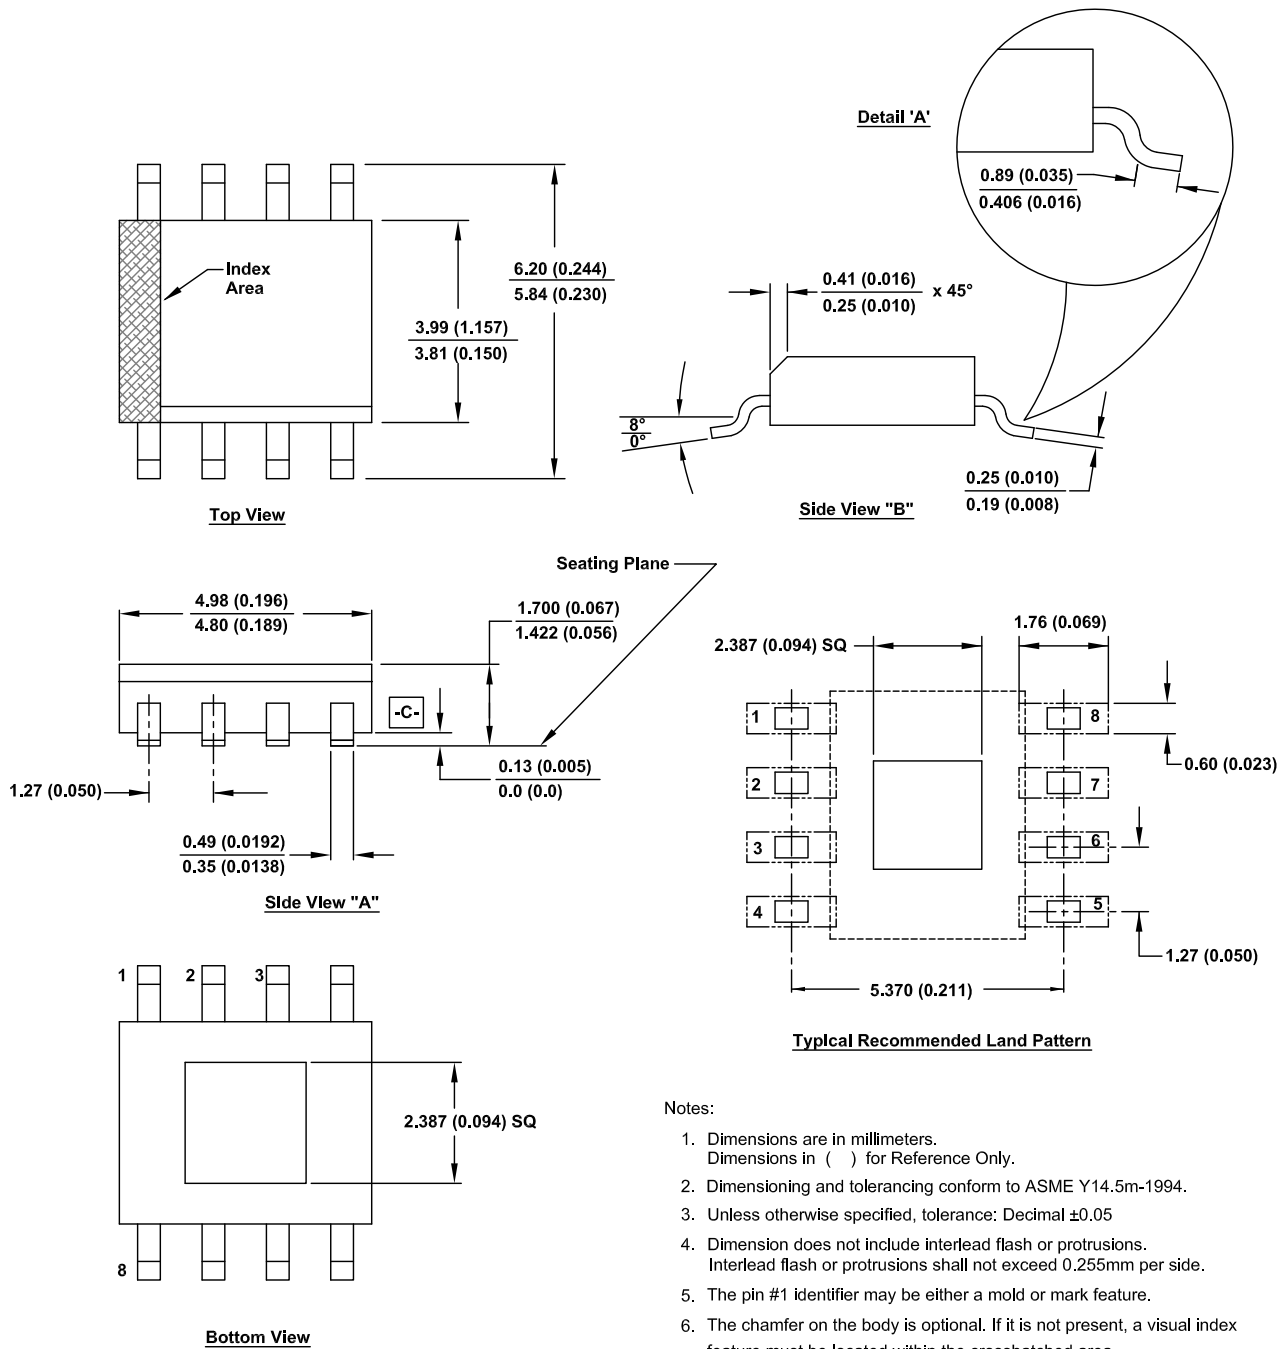 Detail 'A'
0.89 (0.035)
0.406 (0.016)
Index
Area
6.20 (0.244)
5.84 (0.230)
3.99 (1.157)
3.81 (0.150)
Top View
0.41 (0.016)
0.25 (0.010)
x 45°
8°
0°
0.25 (0.010)
0.19 (0.008)
Side View "B"
Seating Plane
4.98 (0.196)
4.80 (0.189)
1.700 (0.067)
1.422 (0.056)
-C-
0.13 (0.005)
0.0 (0.0)
1.27 (0.050)
0.49 (0.0192)
0.35 (0.0138)
Side View "A"
2.387 (0.094) SQ
1.76 (0.069)
1
8
0.60 (0.023)
2
7
3
6
4
5
1.27 (0.050)
5.370 (0.211)
Typical Recommended Land Pattern
1
2
3
2.387 (0.094) SQ
8
Bottom View
Notes:
1. Dimensions are in millimeters.
Dimensions in ( ) for Reference Only.
2. Dimensioning and tolerancing conform to ASME Y14.5m-1994.
3. Unless otherwise specified, tolerance: Decimal ±0.05
4. Dimension does not include interlead flash or protrusions.
Interlead flash or protrusions shall not exceed 0.255mm per side.
5. The pin #1 identifier may be either a mold or mark feature.
6. The chamfer on the body is optional. If it is not present, a visual index
feature must be located within the crosshatched area.